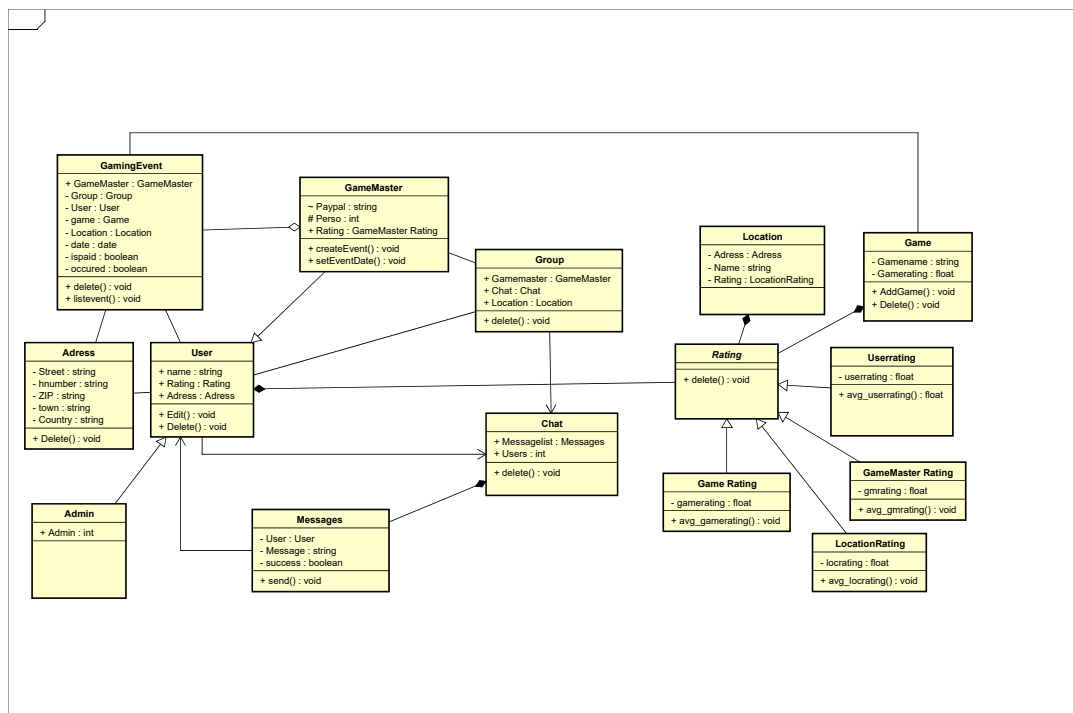 GamingEvent
+ GameMaster : GameMaster
- Group : Group
- User : User
- game : Game
- Location : Location
- date : date
- ispaid : boolean
- occured : boolean
+ delete() : void
+ listevent() : void
GameMaster
~ Paypal : string
# Perso : int
+ Rating : GameMaster Rating
+ createEvent() : void
+ setEventDate() : void
Group
+ Gamemaster : GameMaster
+ Chat : Chat
+ Location : Location
+ delete() : void
Location
- Adress : Adress
- Name : string
- Rating : LocationRating
Game
- Gamename : string
- Gamerating : float
+ AddGame() : void
+ Delete() : void
Adress
- Street : string
- hnumber : string
- ZIP : string
- town : string
- Country : string
+ Delete() : void
User
+ name : string
+ Rating : Rating
+ Adress : Adress
+ Edit() : void
+ Delete() : void
Rating
+ delete() : void
Userrating
- userrating : float
+ avg_userrating() : float
Chat
+ Messagelist : Messages
+ Users : int
+ delete() : void
Game Rating
- gamerating : float
+ avg_gamerating() : void
GameMaster Rating
- gmrating : float
+ avg_gmrating() : void
Admin
+ Admin : int
Messages
- User : User
- Message : string
- success : boolean
+ send() : void
LocationRating
- locrating : float
+ avg_locrating() : void